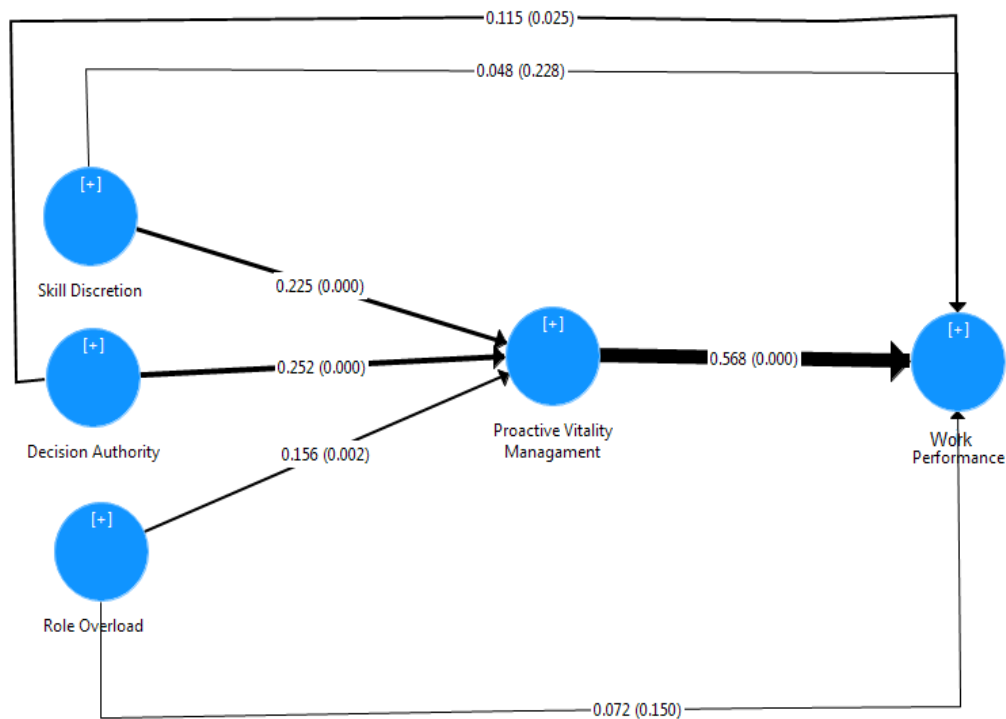 0.115 (0.025)
0.048 (0.228)
[+]
Skill Discretion
0.225 (0.000)
[+]
Decision Authority
0.252 (0.000)
[+]
Proactive Vitality
Managament
0.568 (0.000)
[+]
Work
Performance
0.156 (0.002)
[+]
Role Overload
0.072 (0.150)